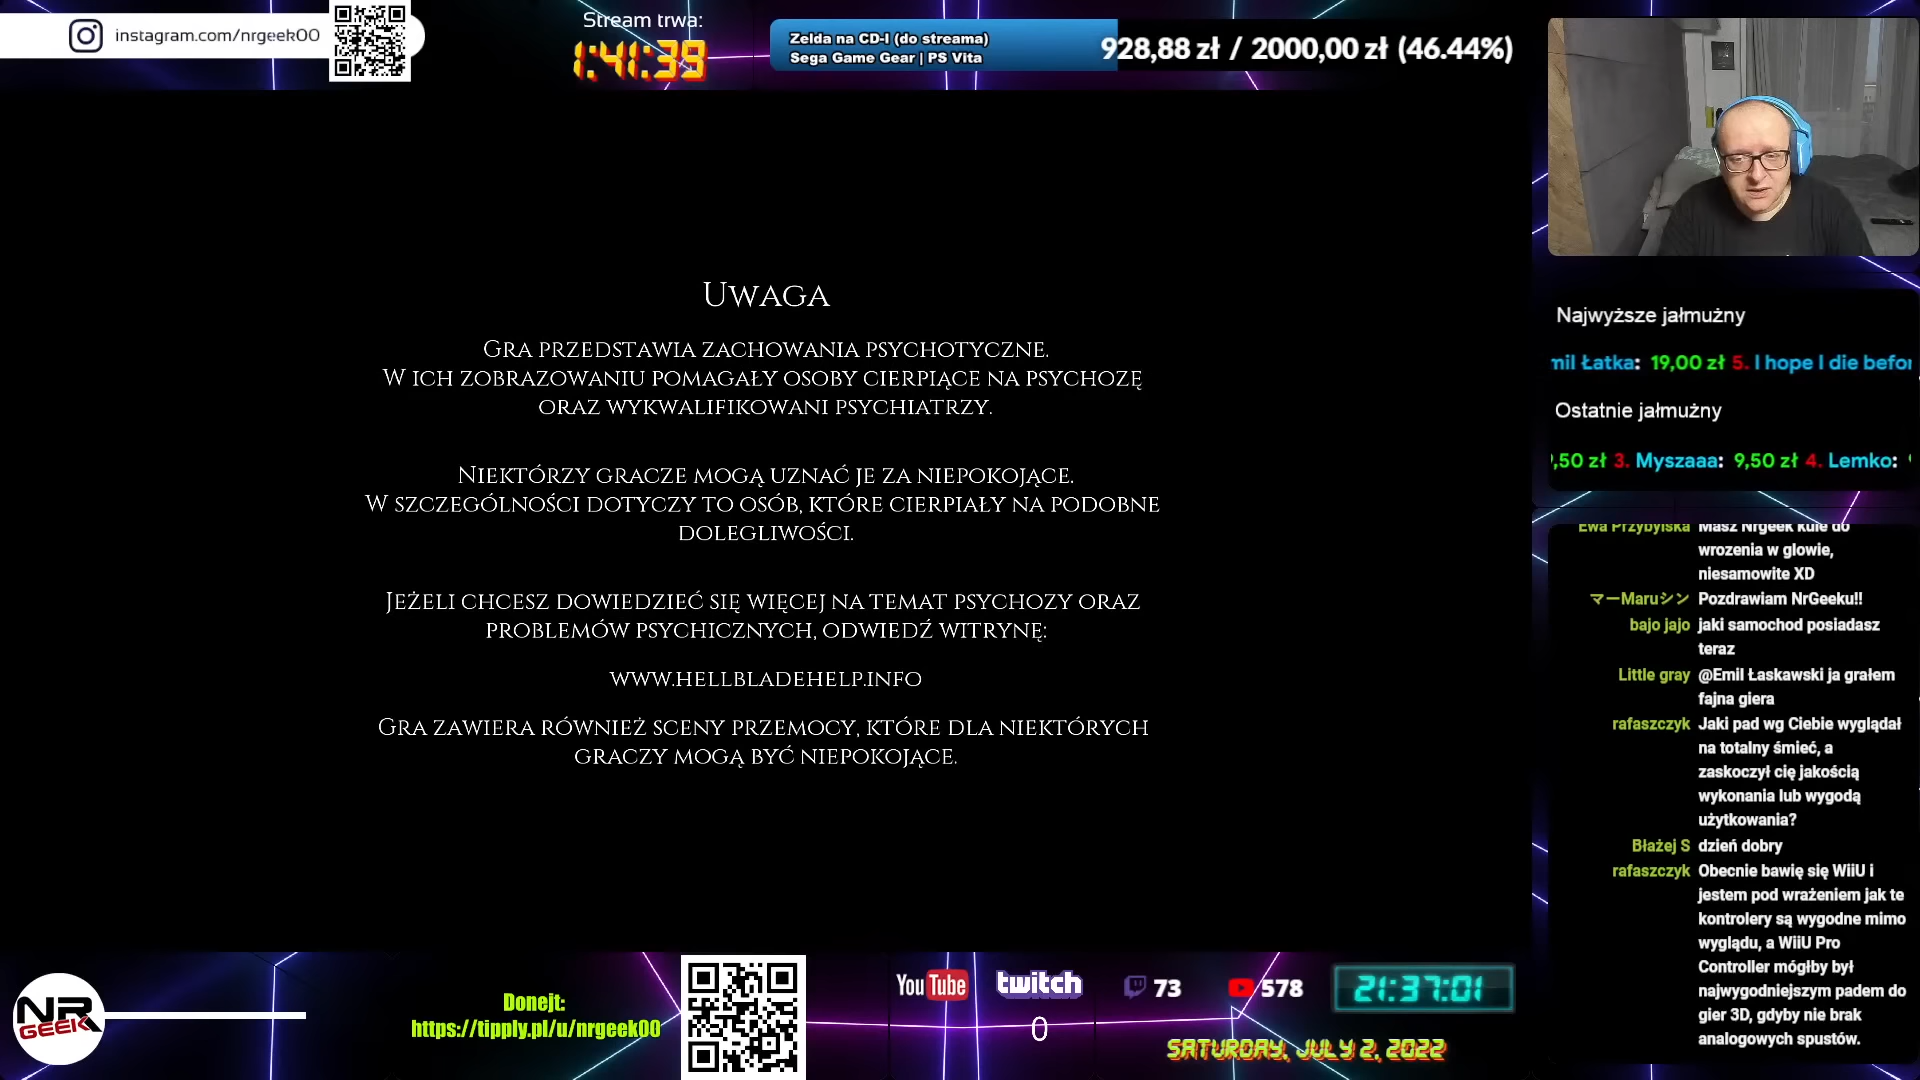 instagram.com/nrgeek00
Stream trwa:
1:41:39
Zelda na CD-I (do streama)
Sega Game Gear | PS Vita
928,88 zł / 2000,00 zł (46.44%)
Uwaga
Gra przedstawia zachowania psychotyczne.
W ich zobrazowaniu pomagały osoby cierpiące na psychozę
oraz wykwalifikowani psychiatrzy.
Niektórzy gracze mogą uznać je za niepokojące.
W szczególności dotyczy to osób, które cierpiały na podobne
dolegliwości.
Jeżeli chcesz dowiedzieć się więcej na temat psychozy oraz
problemów psychicznych, odwiedź witrynę:
www.hellbladehelp.info
Gra zawiera również sceny przemocy, które dla niektórych
graczy mogą być niepokojące.
Najwyższe jałmużny
mil Łatka: 19,00 zł 5. I hope I die befor
Ostatnie jałmużny
,50 zł 3. Myszaaa: 9,50 zł 4. Lemko:
Ewa Przybylska Masz Nrgeek kule do
wrozenia w glowie,
niesamowite XD
マーMaruシン Pozdrawiam NrGeeku!!
bajo jajo jaki samochod posiadasz
teraz
Little gray @Emil Łaskawski ja grałem
fajna giera
rafaszczyk Jaki pad wg Ciebie wyglądał
na totalny śmieć, a
zaskoczył cię jakością
wykonania lub wygodą
użytkowania?
Błażej S dzień dobry
rafaszczyk Obecnie bawię się WiiU i
jestem pod wrażeniem jak te
kontrolery są wygodne mimo
wyglądu, a WiiU Pro
Controller mógłby był
najwygodniejszym padem do
gier 3D, gdyby nie brak
analogowych spustów.
NR
GEEK
Donejt:
https://tipply.pl/u/nrgeek00
YouTube
twitch
73
578
21:37:01
0
SATURDAY, JULY 2, 2022